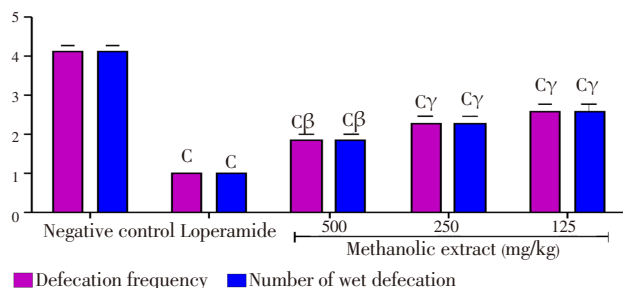 5
4
3
2
1
0
C C
Cβ Cβ
Cγ Cγ
Cγ Cγ
Negative control Loperamide
500 250 125
Methanolic extract (mg/kg)
Defecation frequency Number of wet defecation